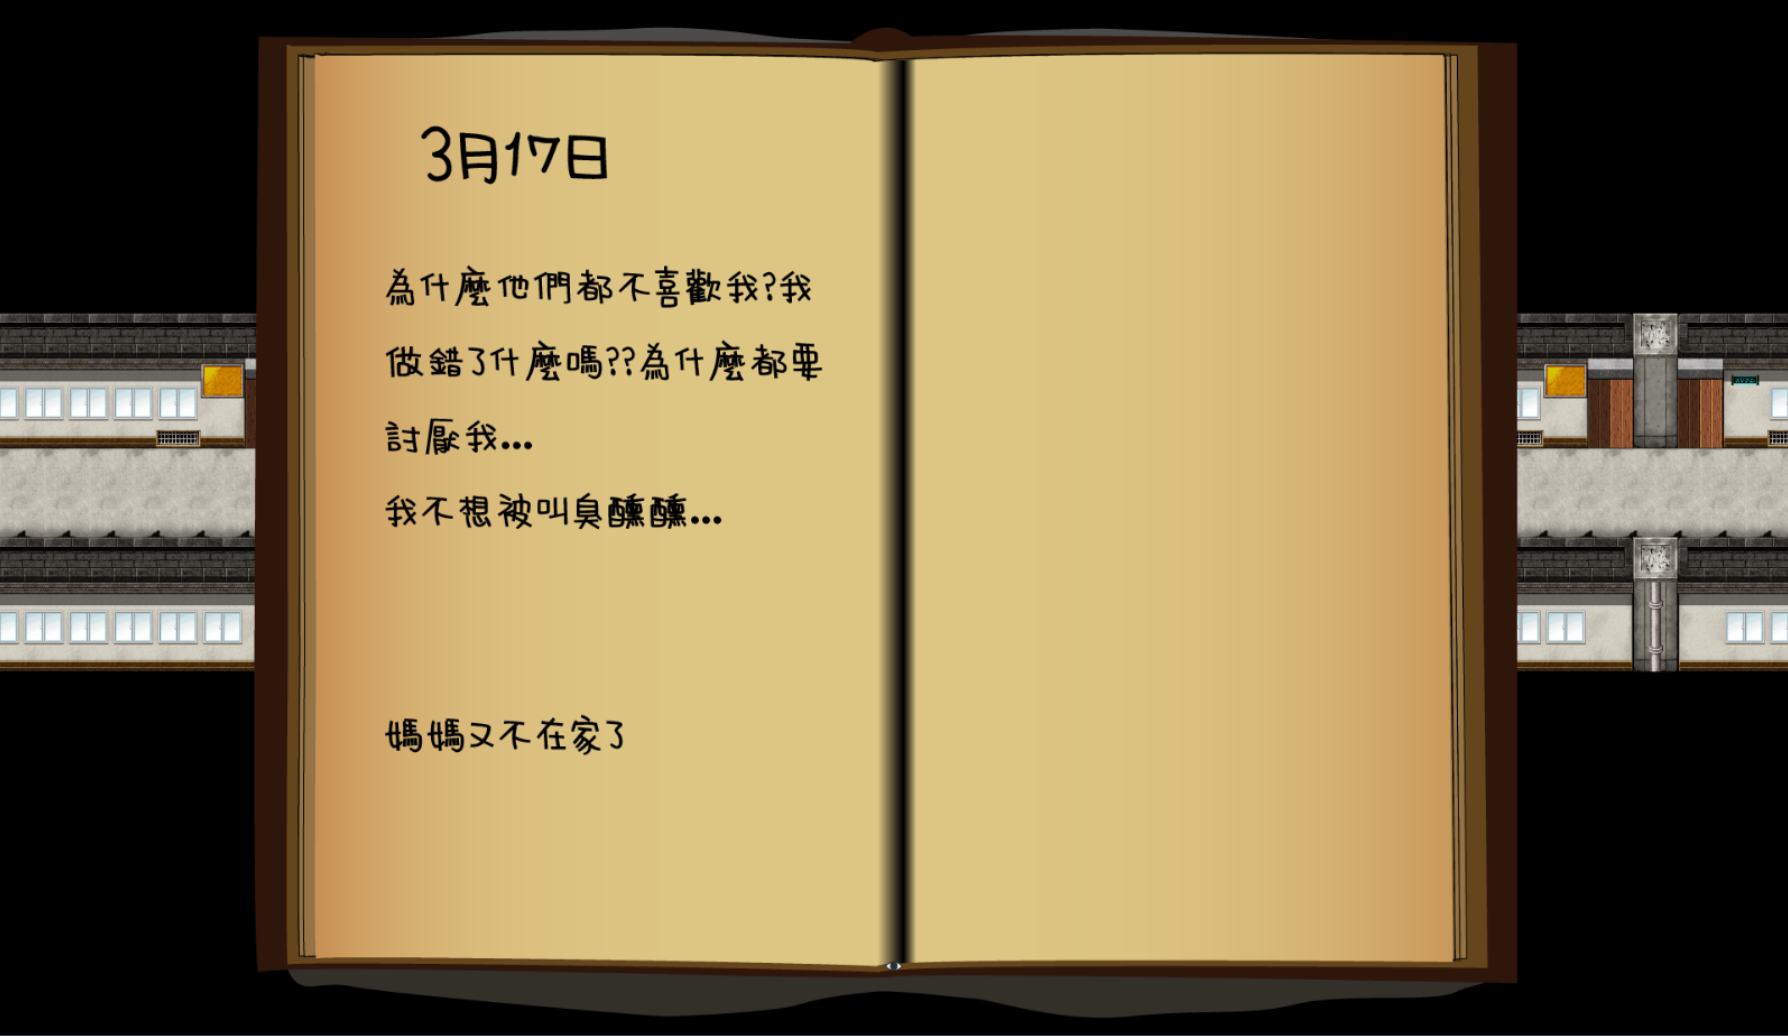 3月17日
為什麼他們都不喜歡我?我
做錯了什麼嗎??為什麼都要
討厭我...
我不想被叫臭醺醺...
媽媽又不在家了